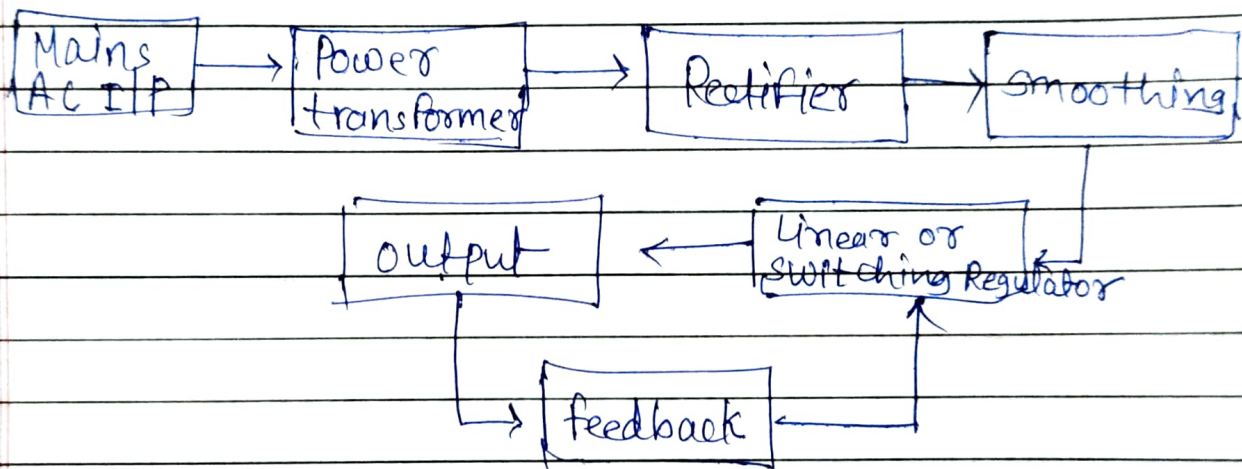 Mains
AC I/P
Power
transformer
Rectifier
smoothing
output
Linear or
switching Regulator
feedback